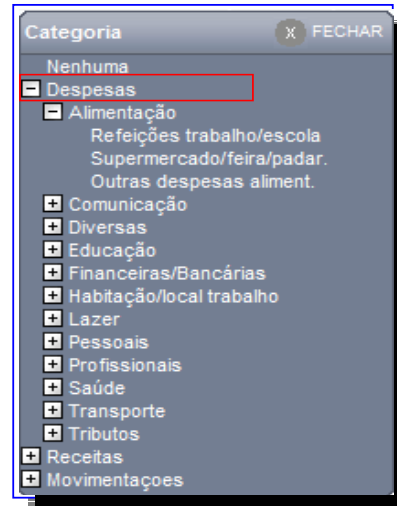 Categoria X FECHAR
Nenhuma
Despesas
Alimentação
Refeições trabalho/escola
Supermercado/feira/padar.
Outras despesas aliment.
Comunicação
Diversas
Educação
Financeiras/Bancárias
Habitação/local trabalho
Lazer
Pessoais
Profissionais
Saúde
Transporte
Tributos
Receitas
Movimentaçoes